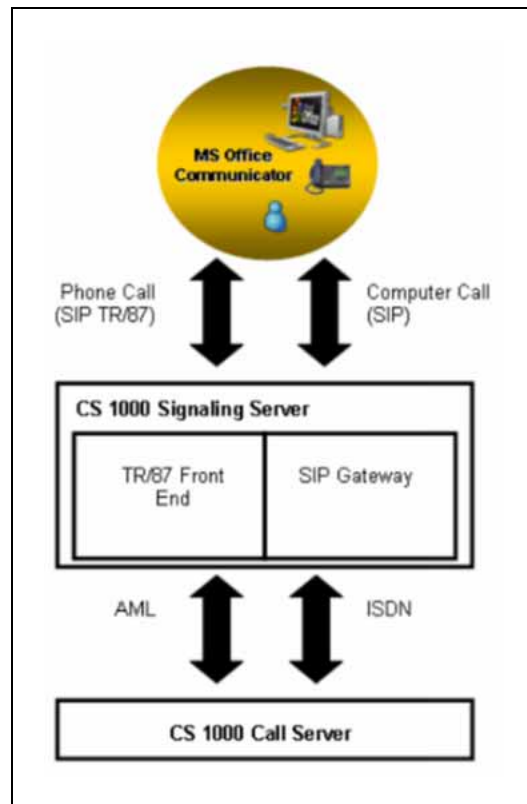 MS Office
Communicator
Phone Call
(SIP TR/87)
Computer Call
(SIP)
CS 1000 Signaling Server
TR/87 Front
End
SIP Gateway
AML
ISDN
CS 1000 Call Server